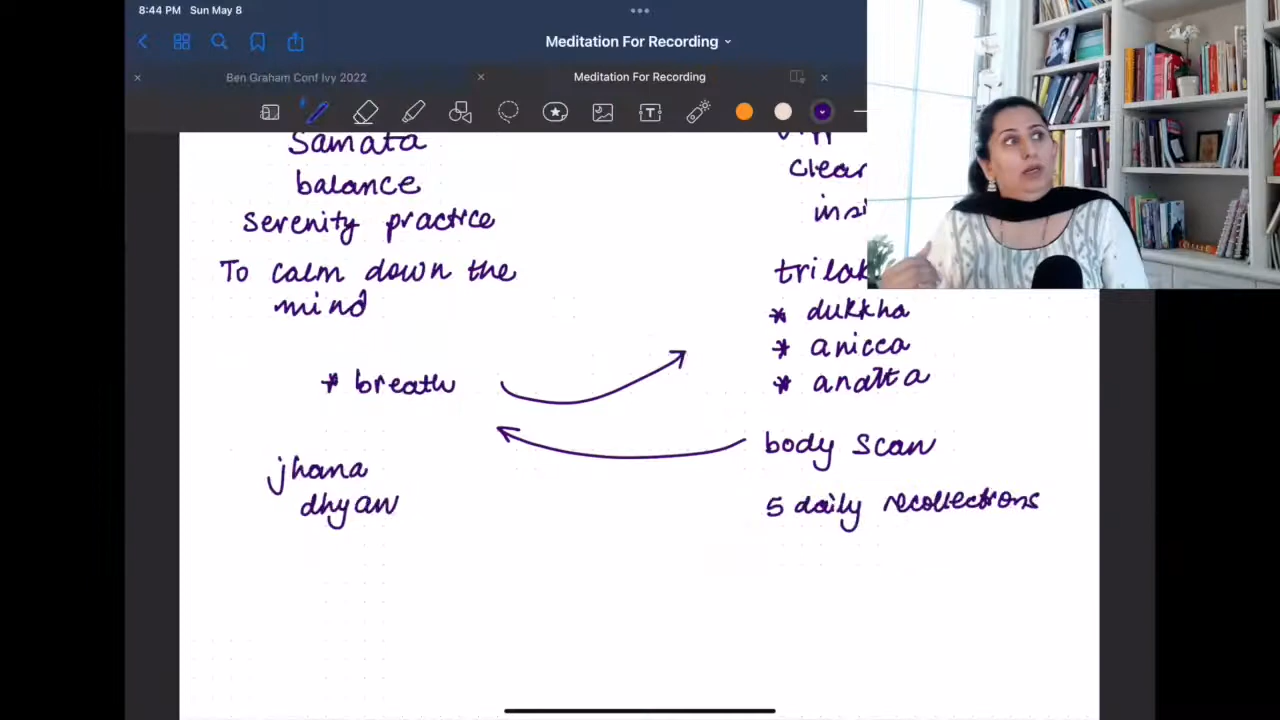 8:44 PM Sun May 8
Meditation For Recording
Ben Graham Conf Ivy 2022
Meditation For Recording
Samata
balance
serenity practice
To calm down the
mind
* breath
jhana
dhyan
clear
insi
trilak
* dukkha
* anicca
* anatta
body scan
5 daily recollections